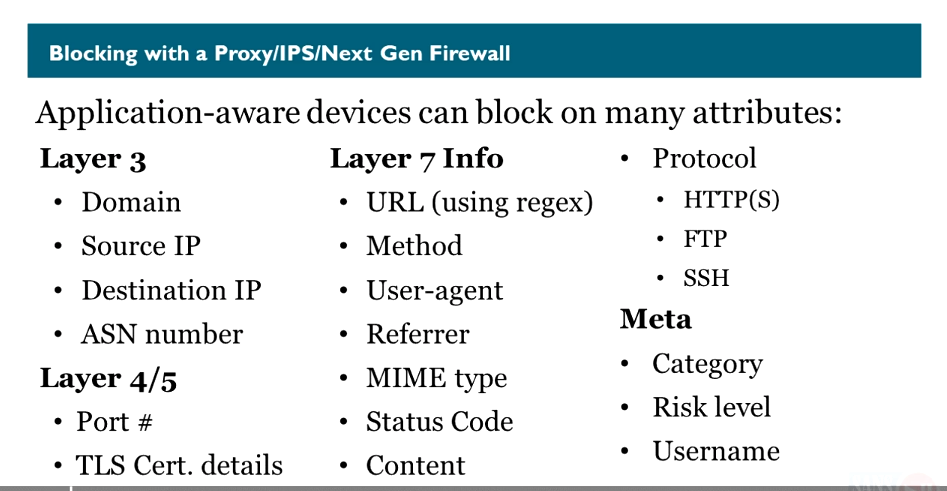 Blocking with a Proxy/IPS/Next Gen Firewall
Application-aware devices can block on many attributes:
Layer 3
• Domain
• Source IP
• Destination IP
• ASN number
Layer 4/5
• Port #
• TLS Cert. details
Layer 7 Info
• URL (using regex)
• Method
• User-agent
• Referrer
• MIME type
• Status Code
• Content
• Protocol
• HTTP(S)
• FTP
• SSH
Meta
• Category
• Risk level
• Username